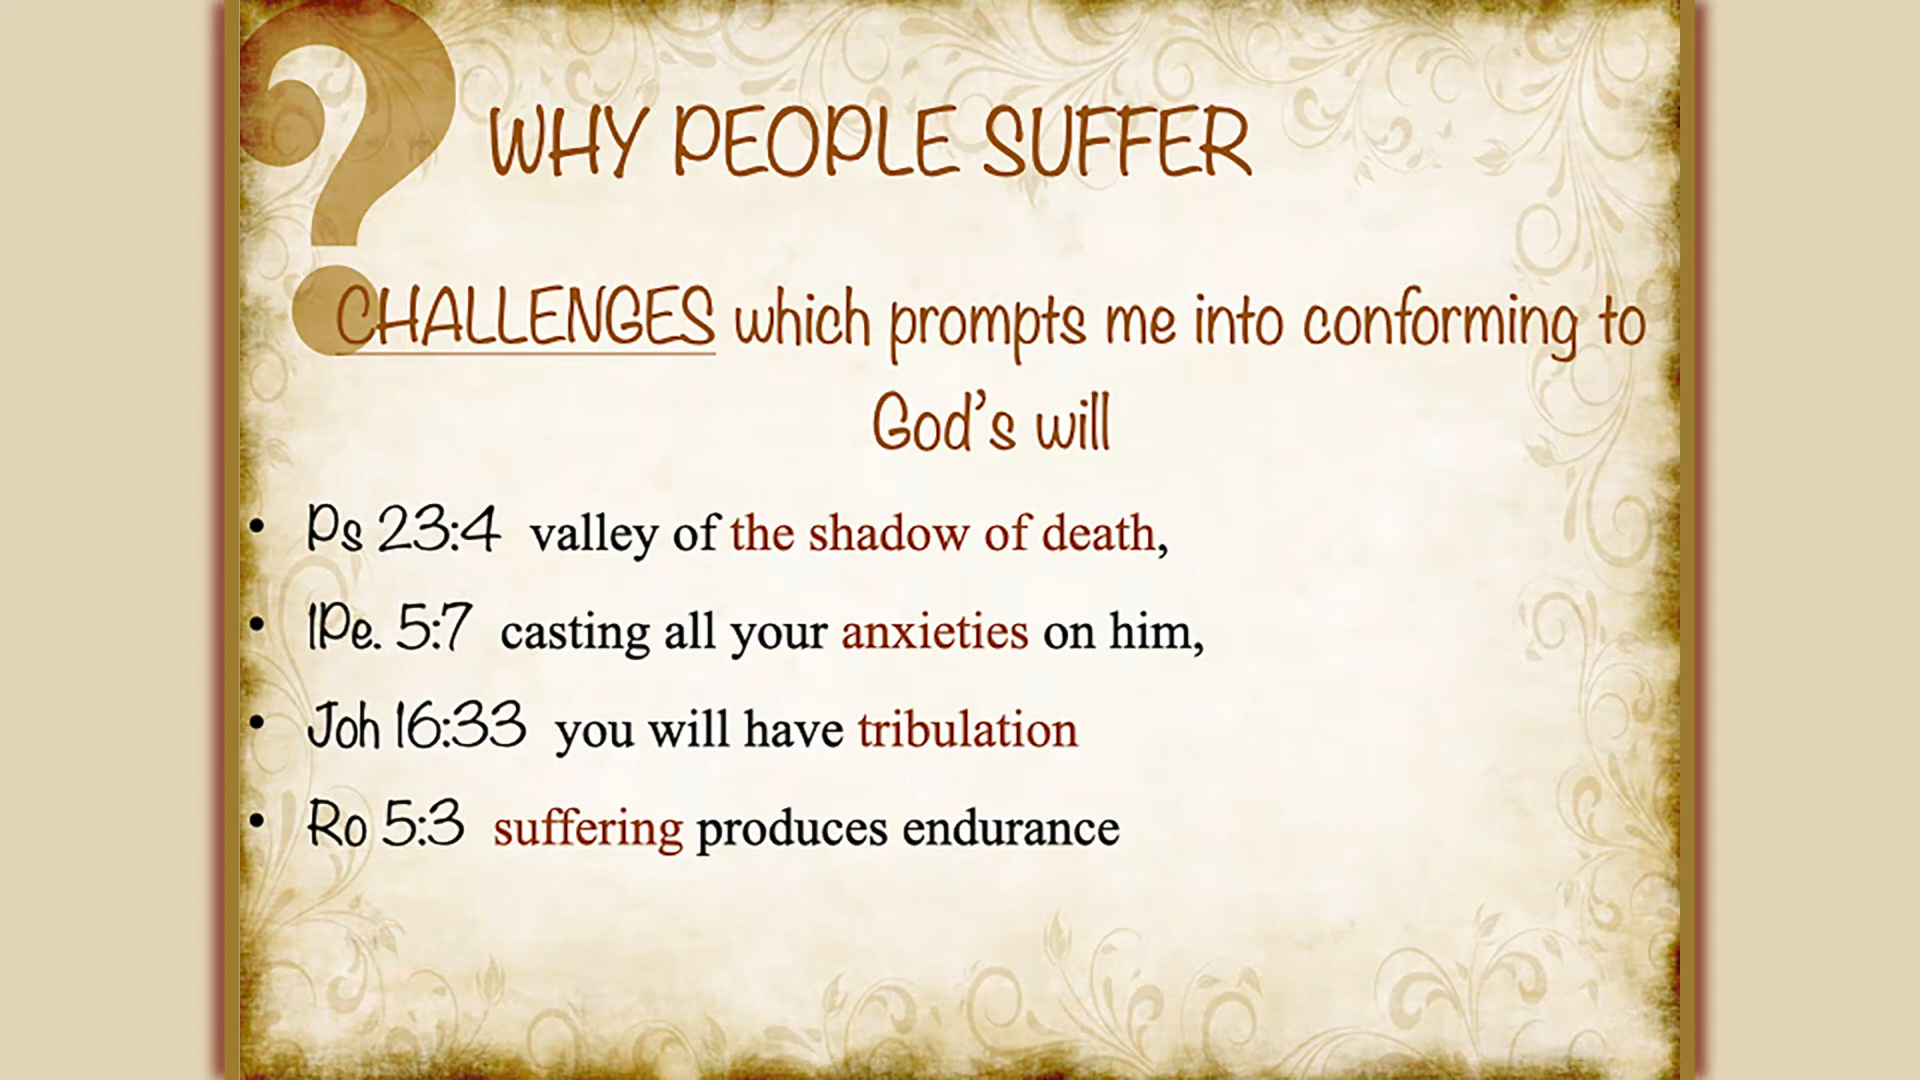 ?
WHY PEOPLE SUFFER
CHALLENGES which prompts me into conforming to
God's will
• Ps 23:4 valley of the shadow of death,
• 1Pe. 5:7 casting all your anxieties on him,
• Joh 16:33 you will have tribulation
• Ro 5:3 suffering produces endurance